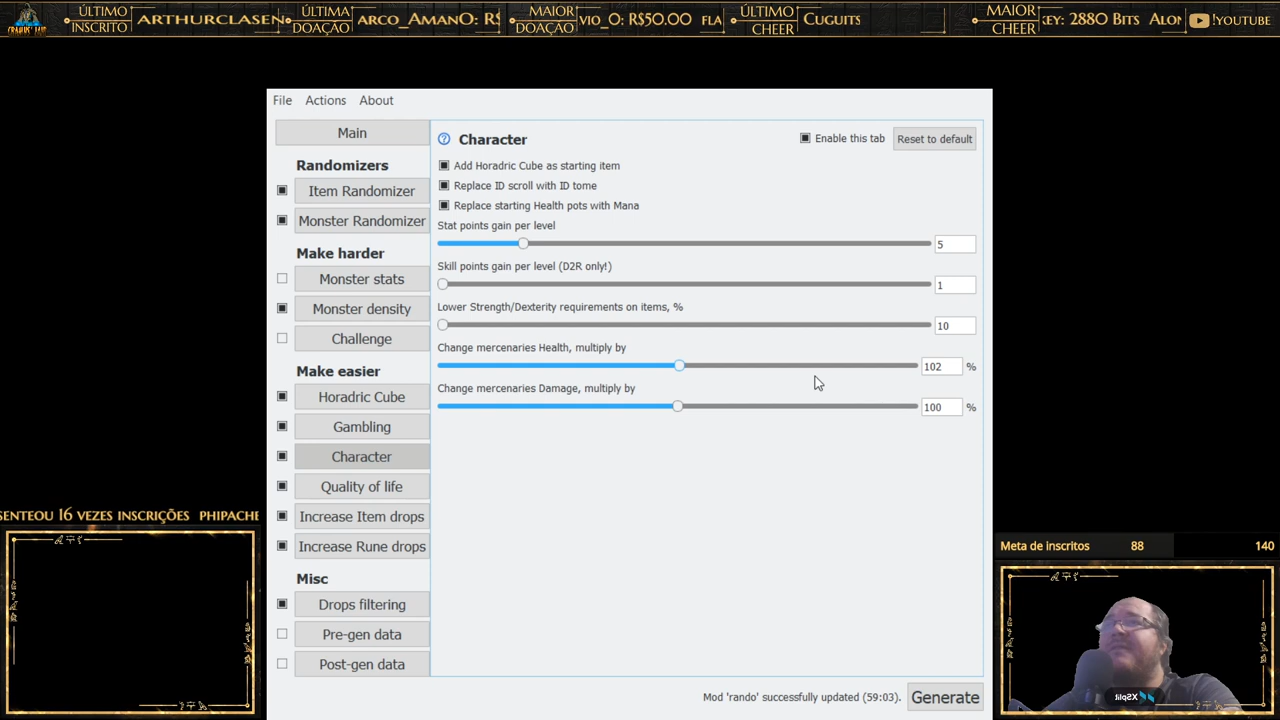 ÚLTIMO
INSCRITO
ARTHURCLASEN
ÚLTIMA
DOAÇÃO
ARCO_AMANO: R$
MAIOR
DOAÇÃO
VIO_O: R$50.00 FLA
ÚLTIMO
CHEER
CUGUITS
MAIOR
CHEER
KEY: 2880 BITS ALON
!YOUTUBE
File Actions About
Main
Randomizers
Item Randomizer
Monster Randomizer
Make harder
Monster stats
Monster density
Challenge
Make easier
Horadric Cube
Gambling
Character
Quality of life
Increase Item drops
Increase Rune drops
Misc
Drops filtering
Pre-gen data
Post-gen data
Character
Enable this tab
Reset to default
Add Horadric Cube as starting item
Replace ID scroll with ID tome
Replace starting Health pots with Mana
Stat points gain per level
5
Skill points gain per level (D2R only!)
1
Lower Strength/Dexterity requirements on items, %
10
Change mercenaries Health, multiply by
102 %
Change mercenaries Damage, multiply by
100 %
Mod 'rando' successfully updated (59:03).
Generate
SENTEOU 16 VEZES INSCRIÇÕES PHIPACHE
Meta de inscritos 88 140
XSplit